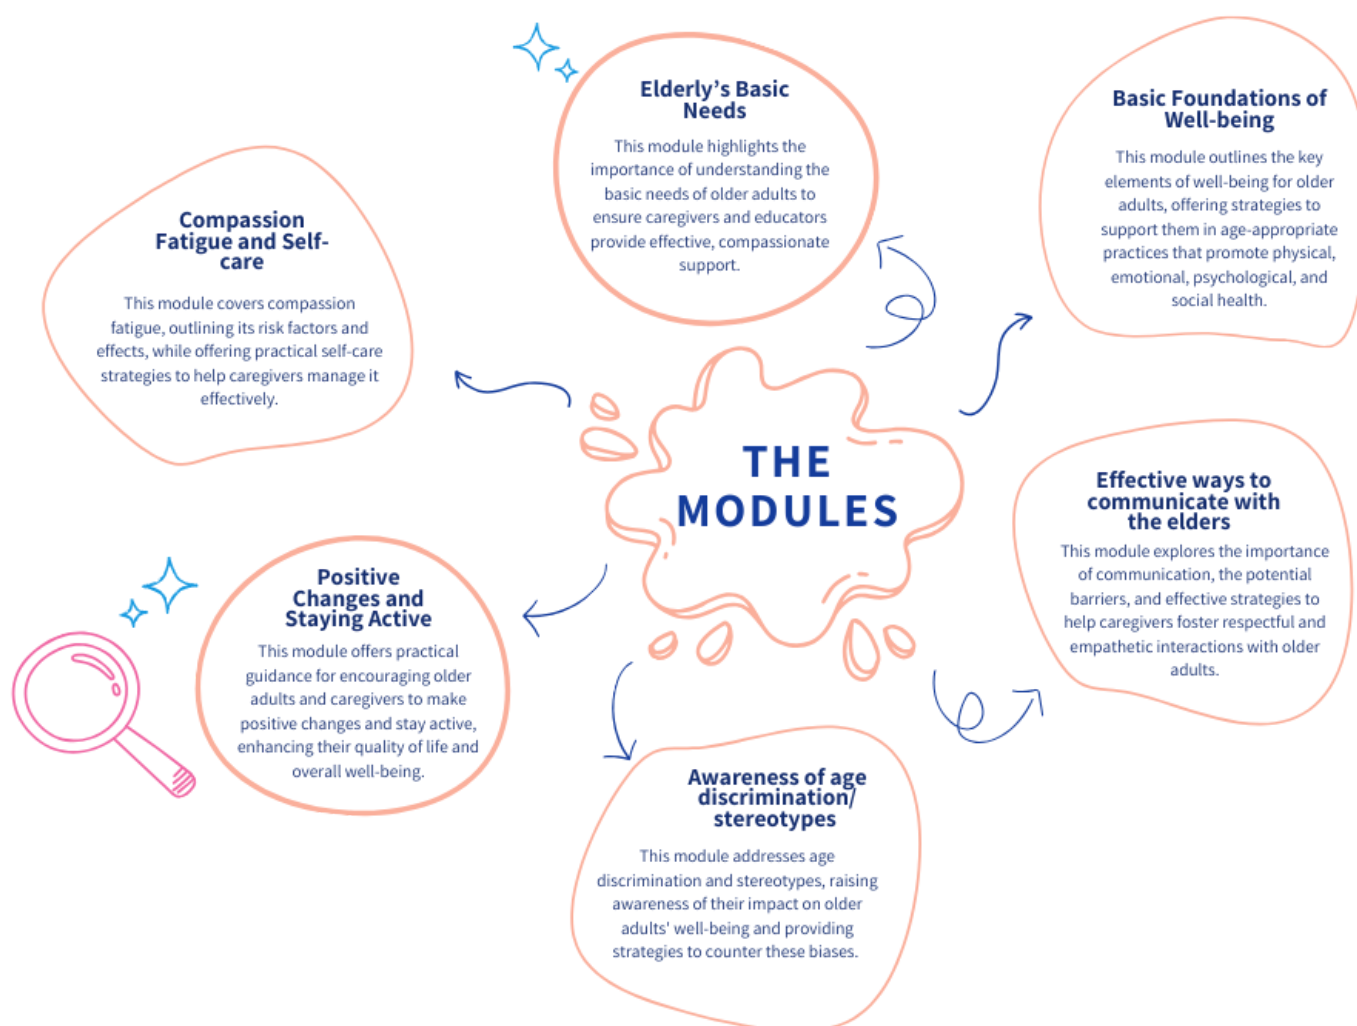 THE
MODULES
Elderly’s Basic
Needs
This module highlights the
importance of understanding the
basic needs of older adults to
ensure caregivers and educators
provide effective, compassionate
support.
Basic Foundations of
Well-being
This module outlines the key
elements of well-being for older
adults, offering strategies to
support them in age-appropriate
practices that promote physical,
emotional, psychological, and
social health.
Effective ways to
communicate with
the elders
This module explores the importance
of communication, the potential
barriers, and effective strategies to
help caregivers foster respectful and
empathetic interactions with older
adults.
Awareness of age
discrimination/
stereotypes
This module addresses age
discrimination and stereotypes, raising
awareness of their impact on older
adults' well-being and providing
strategies to counter these biases.
Positive
Changes and
Staying Active
This module offers practical
guidance for encouraging older
adults and caregivers to make
positive changes and stay active,
enhancing their quality of life and
overall well-being.
Compassion
Fatigue and Self-
care
This module covers compassion
fatigue, outlining its risk factors and
effects, while offering practical self-care
strategies to help caregivers manage it
effectively.